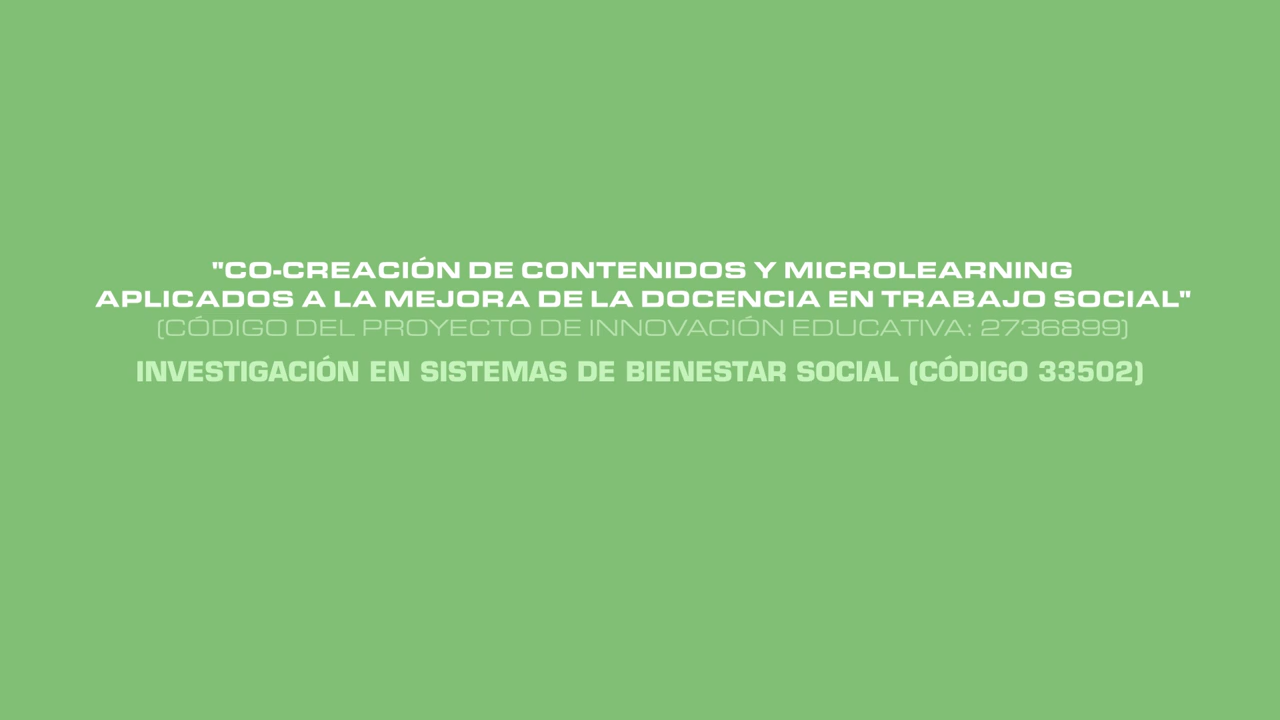 "CO-CREACIÓN DE CONTENIDOS Y MICROLEARNING
APLICADOS A LA MEJORA DE LA DOCENCIA EN TRABAJO SOCIAL"
(CÓDIGO DEL PROYECTO DE INNOVACIÓN EDUCATIVA: 2736899)
INVESTIGACIÓN EN SISTEMAS DE BIENESTAR SOCIAL (CÓDIGO 33502)